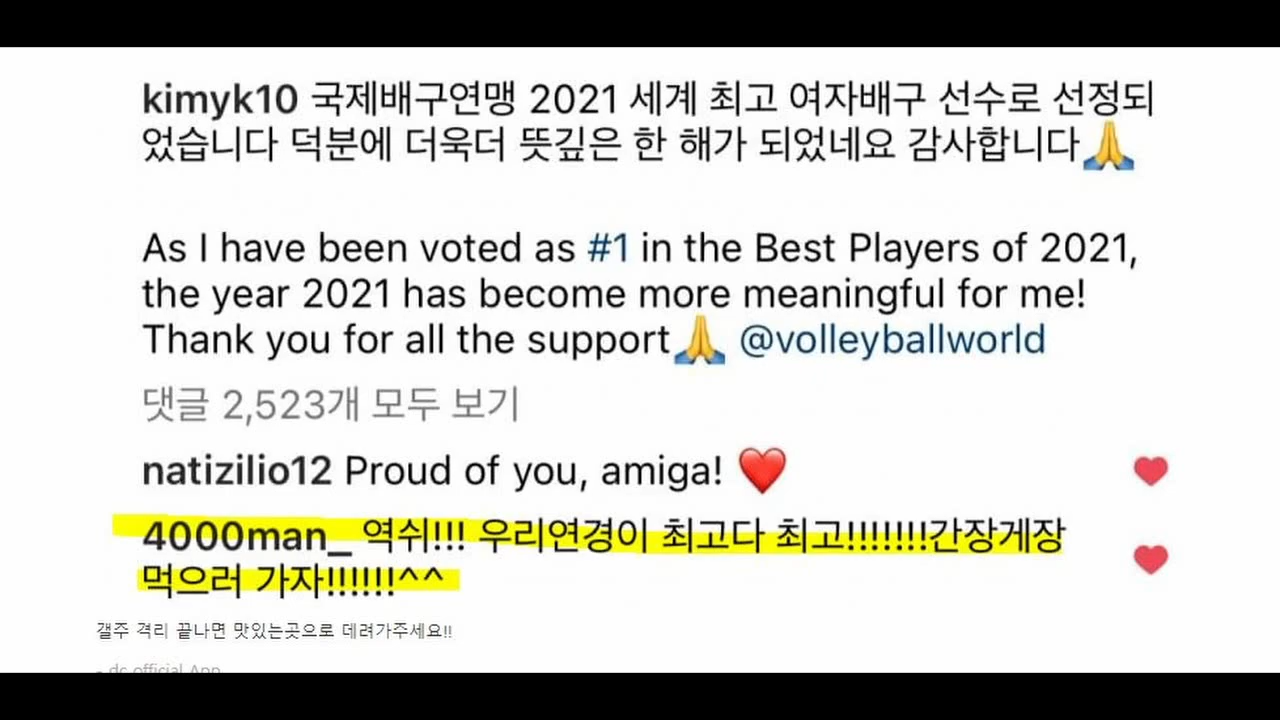 kimyk10 국제배구연맹 2021 세계 최고 여자배구 선수로 선정되
었습니다 덕분에 더욱더 뜻깊은 한 해가 되었네요 감사합니다🙏
As I have been voted as #1 in the Best Players of 2021,
the year 2021 has become more meaningful for me!
Thank you for all the support🙏 @volleyballworld
댓글 2,523개 모두 보기
natizilio12 Proud of you, amiga! ❤️
4000man_ 역쉬!!! 우리연경이 최고다 최고!!!!!!!간장게장
먹으러 가자!!!!!!^^
갤주 격리 끝나면 맛있는곳으로 데려가주세요!!
- dc official App